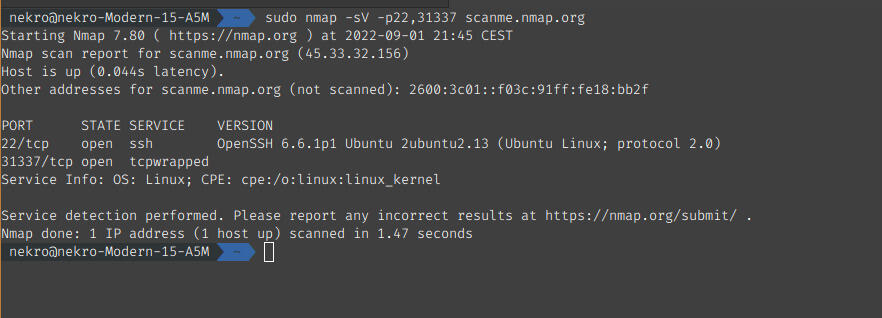 nekro@nekro-Modern-15-A5M ~ sudo nmap -sV -p22,31337 scanme.nmap.org
Starting Nmap 7.80 ( https://nmap.org ) at 2022-09-01 21:45 CEST
Nmap scan report for scanme.nmap.org (45.33.32.156)
Host is up (0.044s latency).
Other addresses for scanme.nmap.org (not scanned): 2600:3c01::f03c:91ff:fe18:bb2f
PORT      STATE SERVICE    VERSION
22/tcp    open  ssh        OpenSSH 6.6.1p1 Ubuntu 2ubuntu2.13 (Ubuntu Linux; protocol 2.0)
31337/tcp open  tcpwrapped
Service Info: OS: Linux; CPE: cpe:/o:linux:linux_kernel
Service detection performed. Please report any incorrect results at https://nmap.org/submit/ .
Nmap done: 1 IP address (1 host up) scanned in 1.47 seconds
nekro@nekro-Modern-15-A5M ~